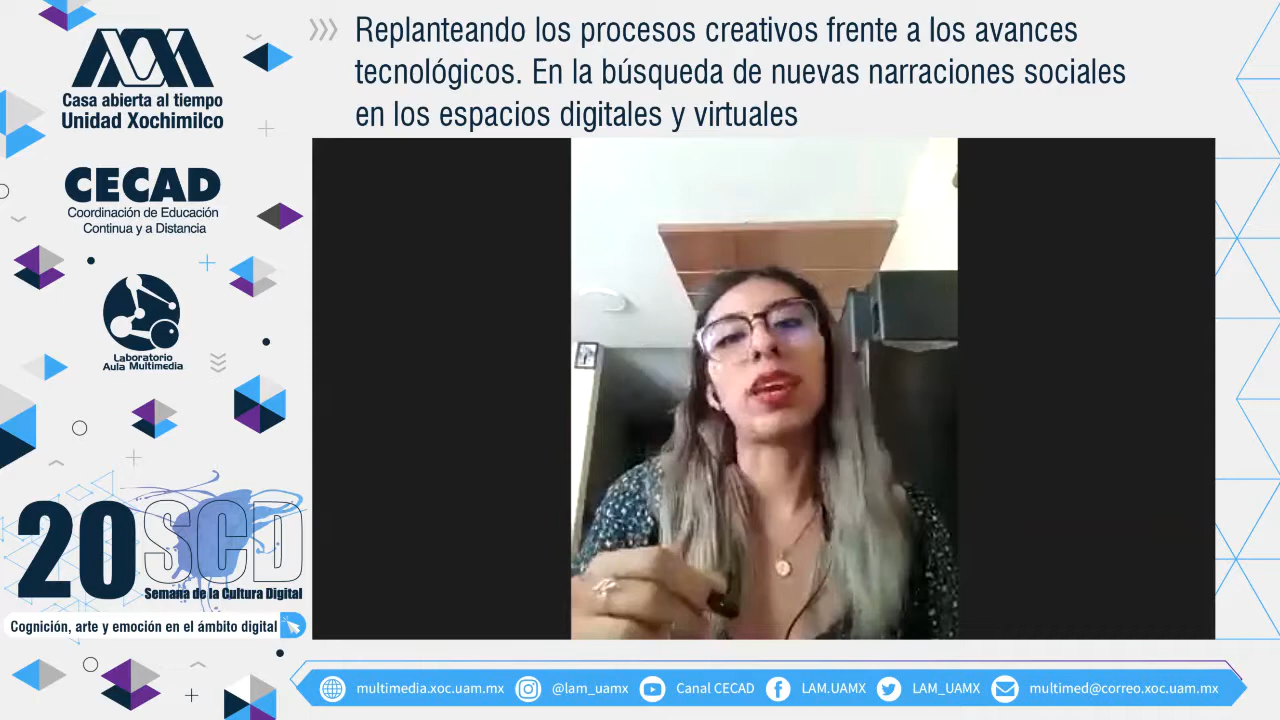 Replanteando los procesos creativos frente a los avances
tecnológicos. En la búsqueda de nuevas narraciones sociales
en los espacios digitales y virtuales
Casa abierta al tiempo
Unidad Xochimilco
CECAD
Coordinación de Educación
Continua y a Distancia
Laboratorio
Aula Multimedia
20 SCD
Semana de la Cultura Digital
Cognición, arte y emoción en el ámbito digital
multimedia.xoc.uam.mx @lam_uamx Canal CECAD LAM.UAMX LAM_UAMX multimed@correo.xoc.uam.mx